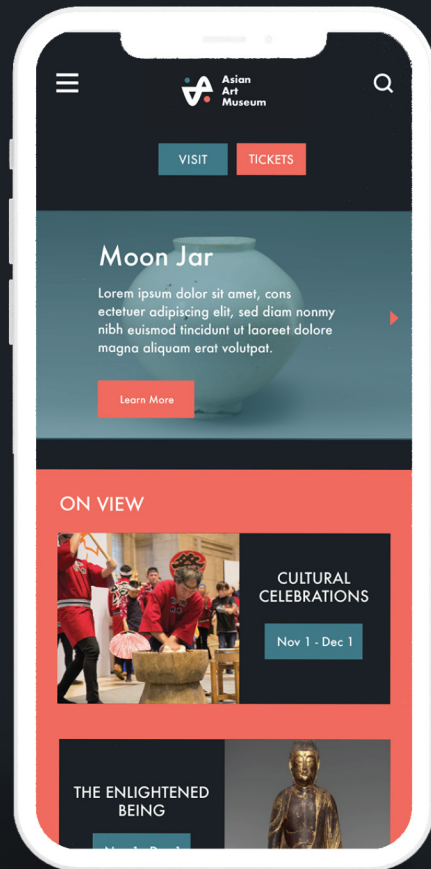 Asian
Art
Museum
VISIT
TICKETS
Moon Jar
Lorem ipsum dolor sit amet, cons
ectetuer adipiscing elit, sed diam nonmy
nibh euismod tincidunt ut laoreet dolore
magna aliquam erat volutpat.
Learn More
ON VIEW
CULTURAL
CELEBRATIONS
Nov 1 - Dec 1
THE ENLIGHTENED
BEING